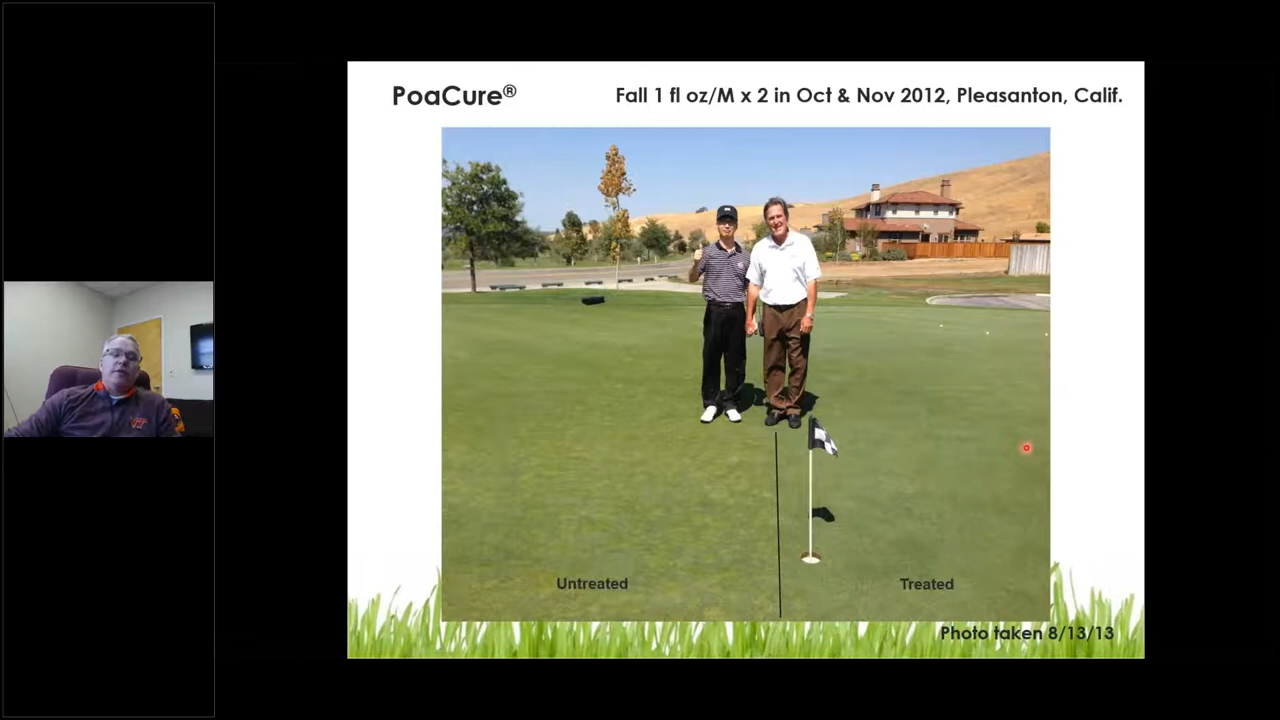 PoaCure®
Fall 1 fl oz/M x 2 in Oct & Nov 2012, Pleasanton, Calif.
Untreated
Treated
Photo taken 8/13/13
VT